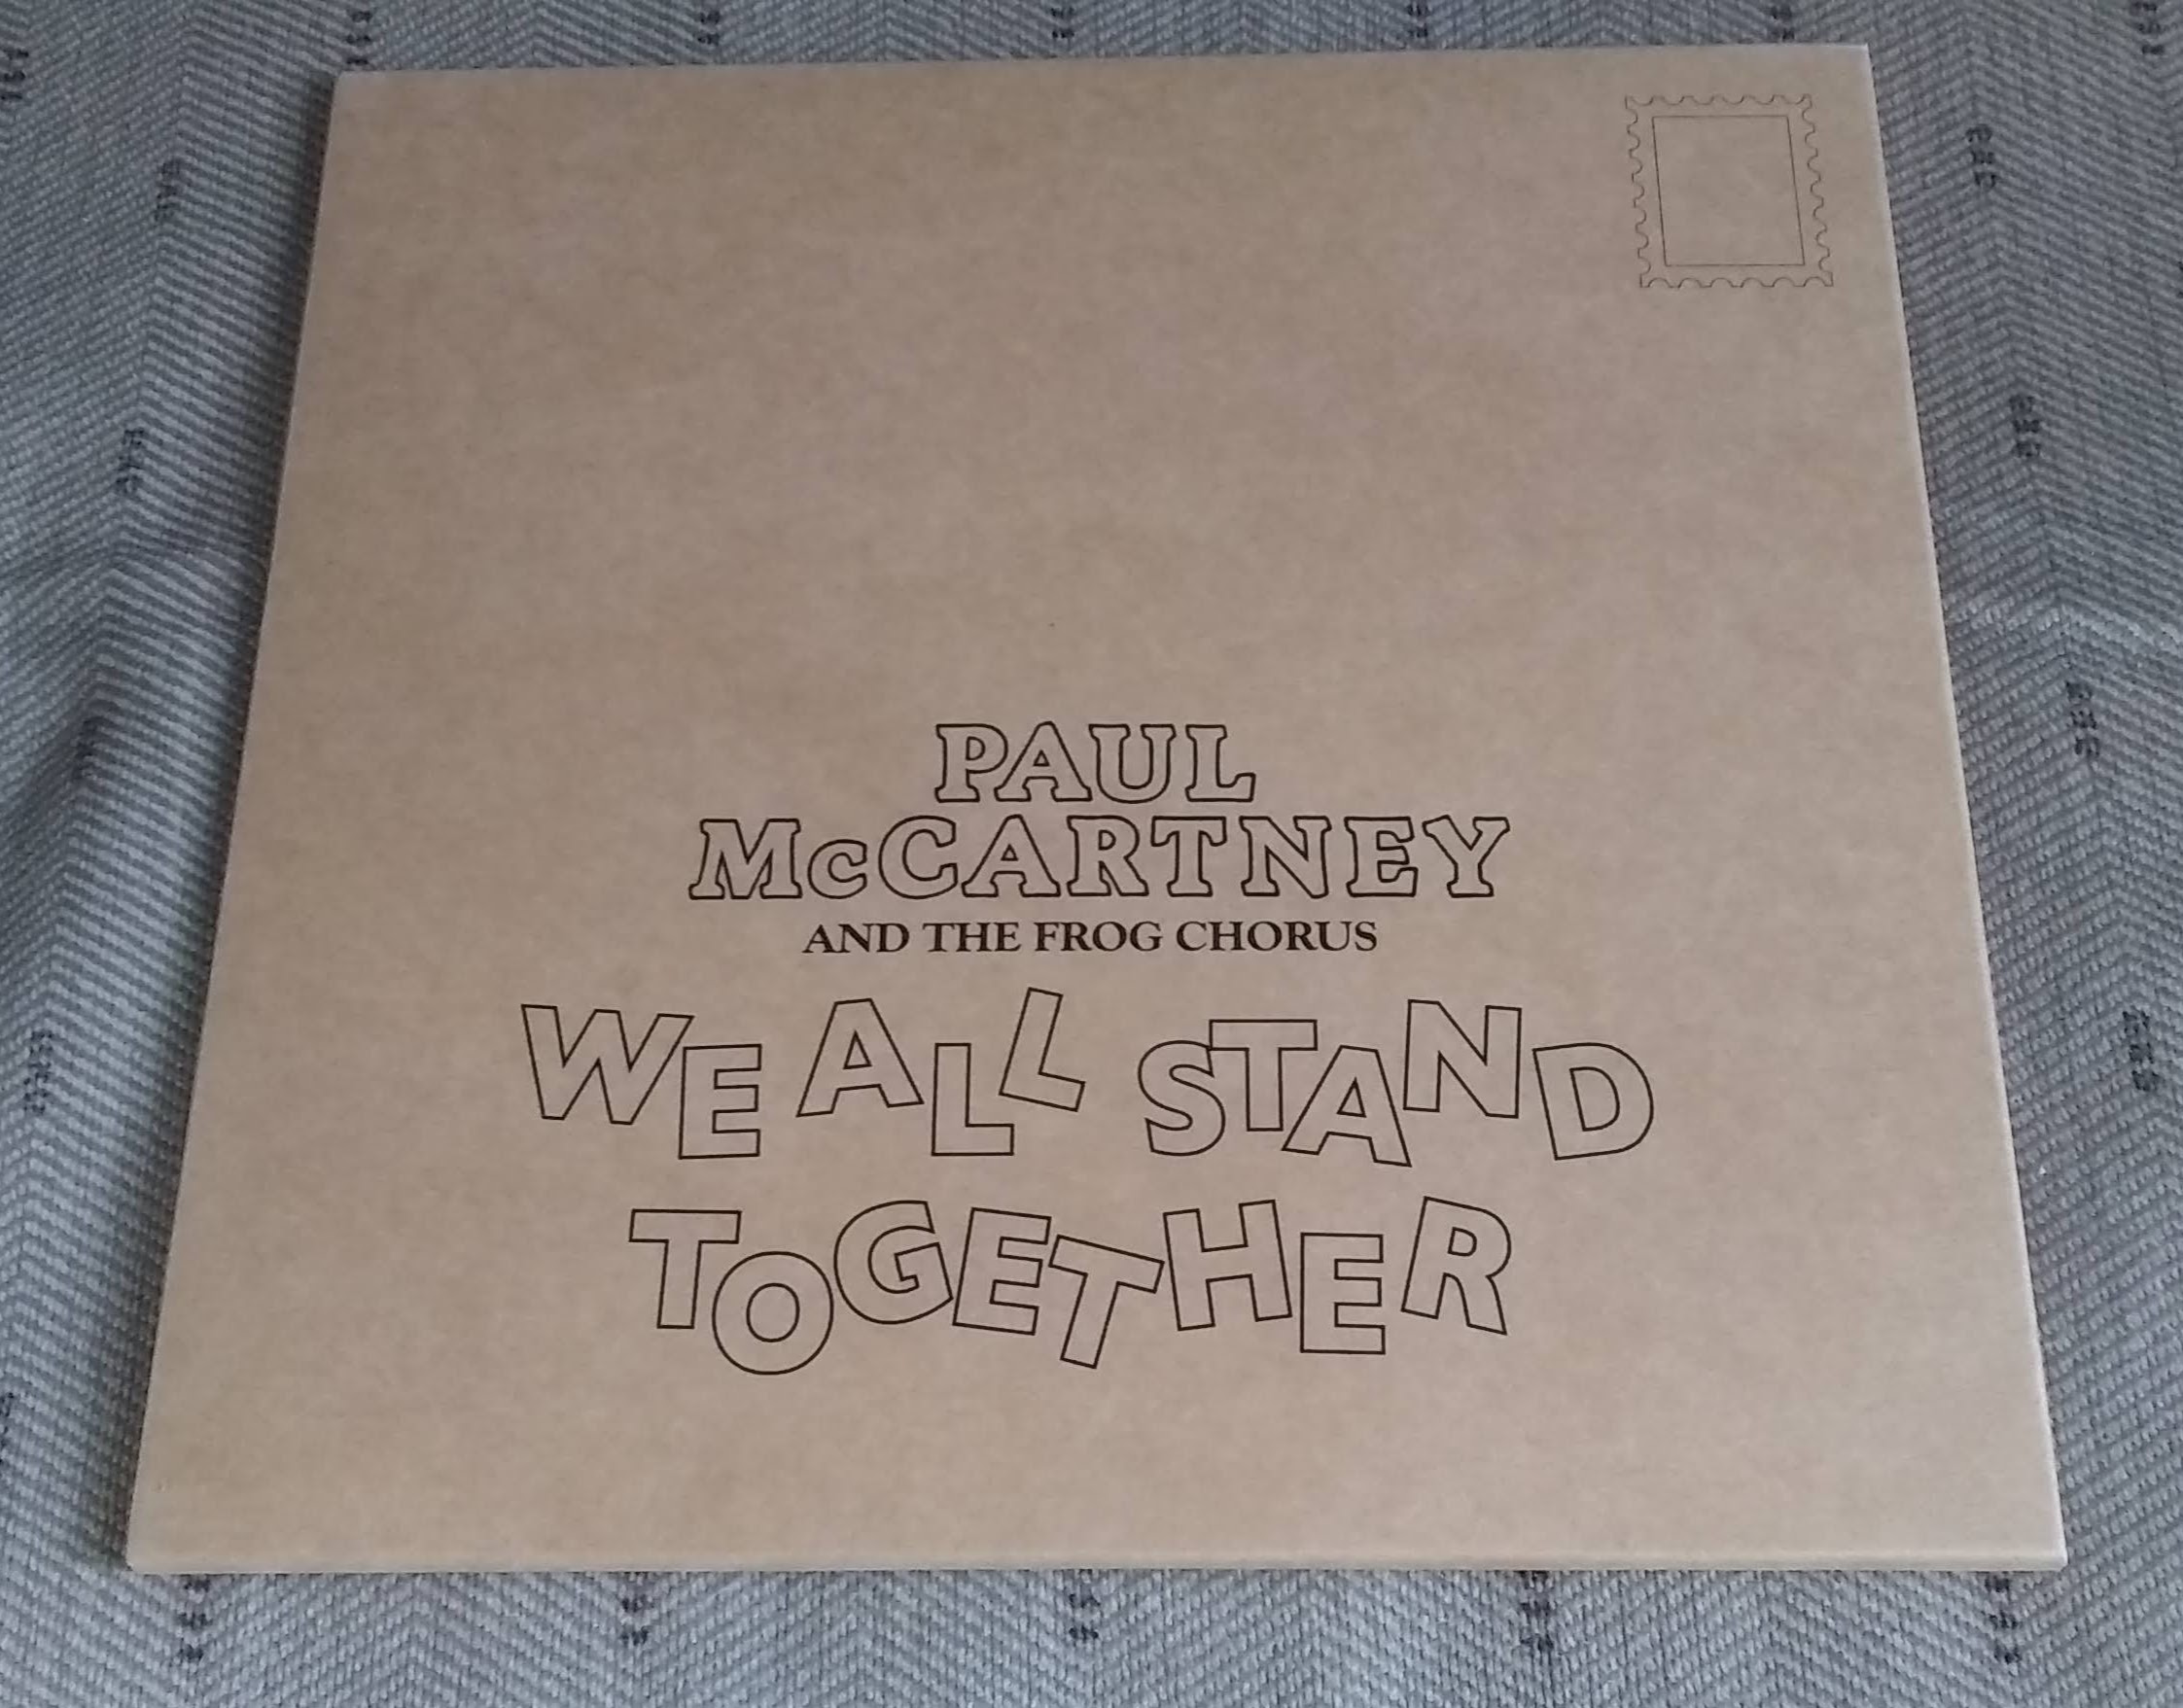 PAUL
McCARTNEY
AND THE FROG CHORUS
WE ALL STAND
TOGETHER